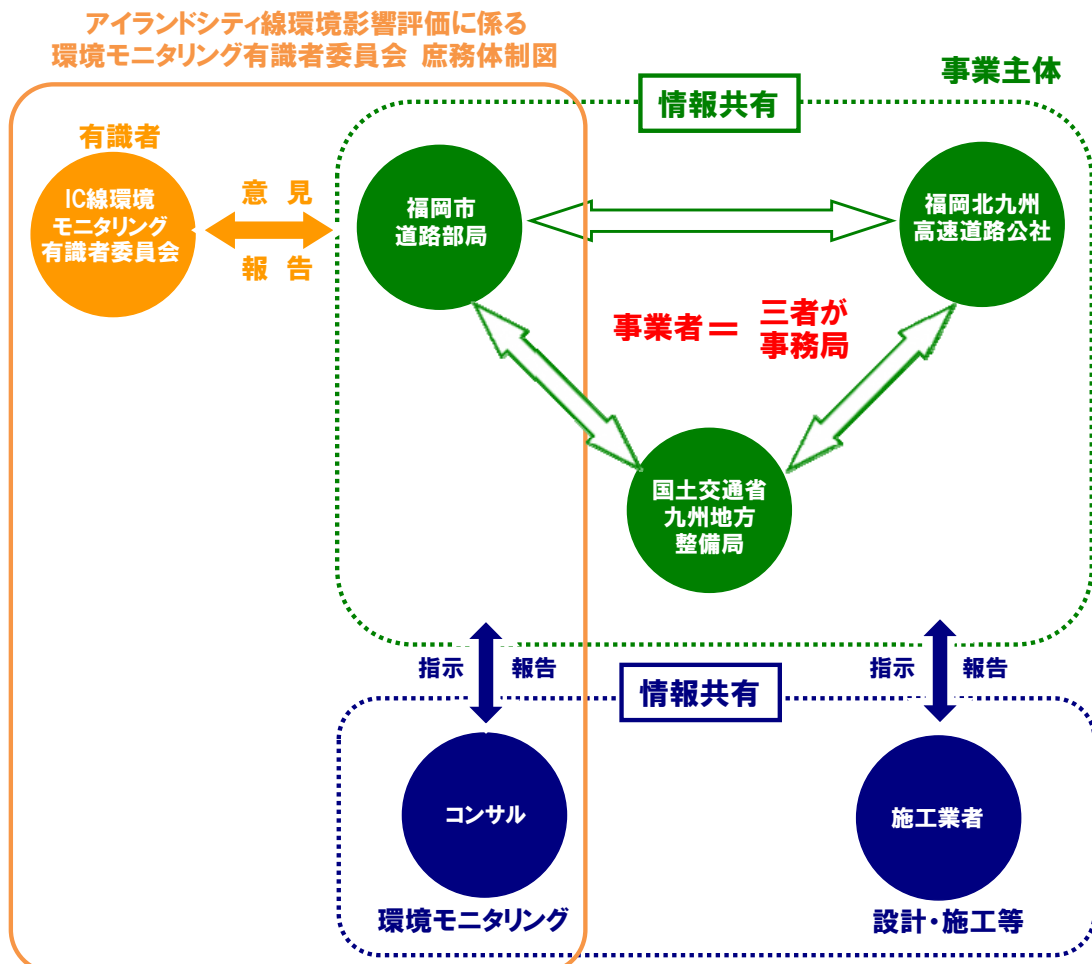 アイランドシティ線環境影響評価に係る
環境モニタリング有識者委員会 庶務体制図
事業主体
情報共有
有識者
IC線環境
モニタリング
有識者委員会
意 見
報 告
福岡市
道路部局
福岡北九州
高速道路公社
事業者＝ 三者が
事務局
国土交通省
九州地方
整備局
指示 報告
指示 報告
情報共有
コンサル
施工業者
環境モニタリング
設計・施工等